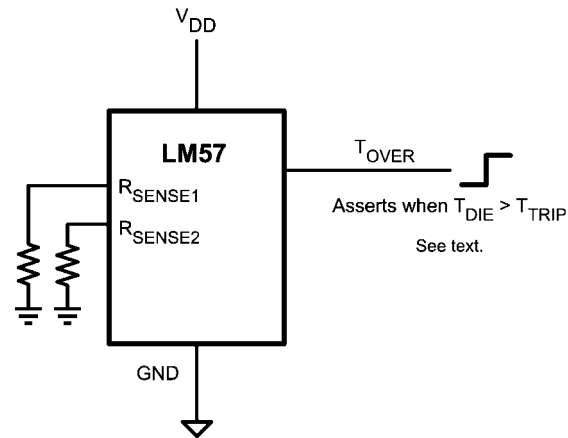 VDD
LM57
TOVER
RSENSE1
Asserts when TDIE > TTRIP
RSENSE2
See text.
GND